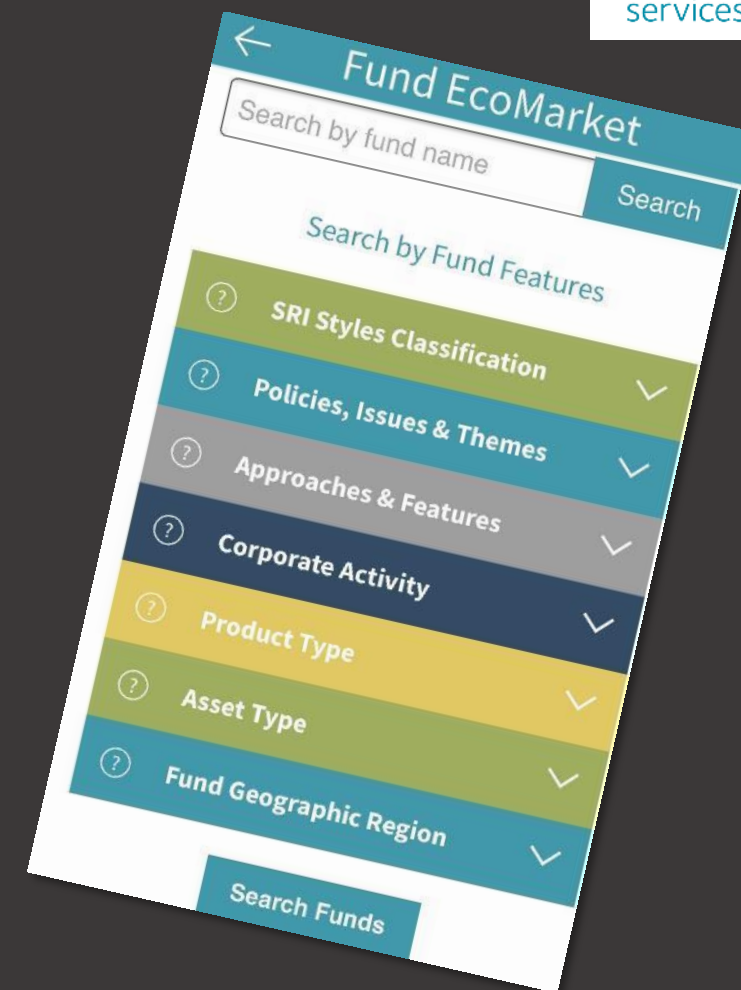 services
Fund EcoMarket
Search by fund name
Search
Search by Fund Features
? SRI Styles Classification
? Policies, Issues & Themes
? Approaches & Features
? Corporate Activity
? Product Type
? Asset Type
? Fund Geographic Region
Search Funds